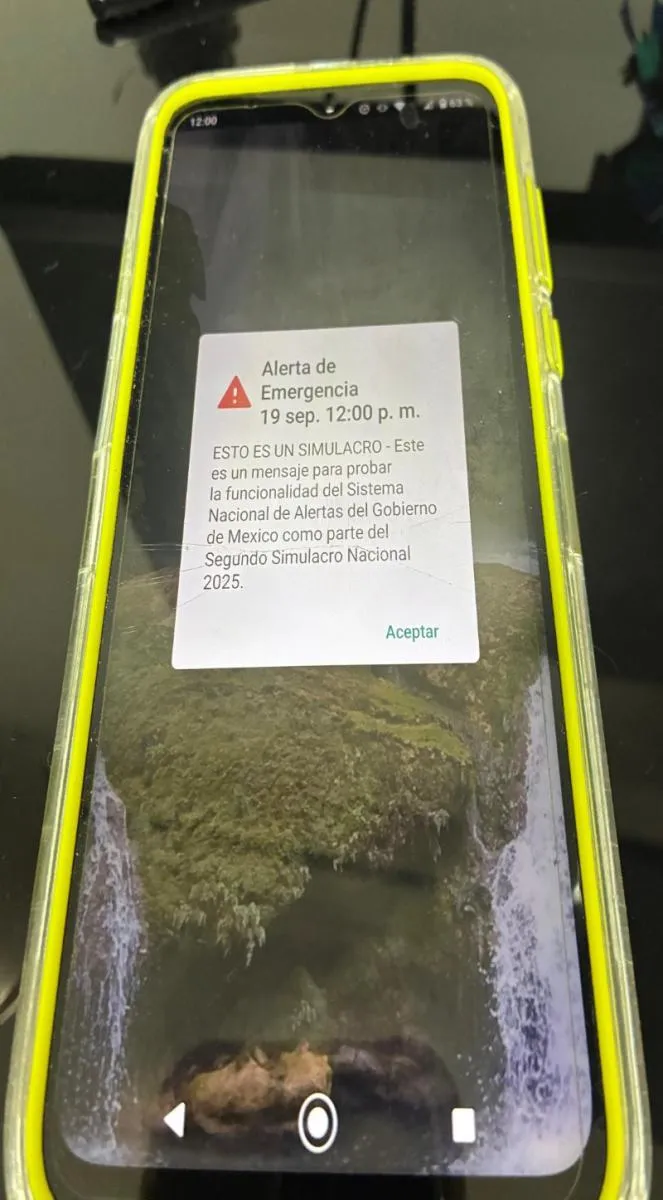 12:00
63%
Alerta de
Emergencia
19 sep. 12:00 p. m.
ESTO ES UN SIMULACRO - Este
es un mensaje para probar
la funcionalidad del Sistema
Nacional de Alertas del Gobierno
de Mexico como parte del
Segundo Simulacro Nacional
2025.
Aceptar